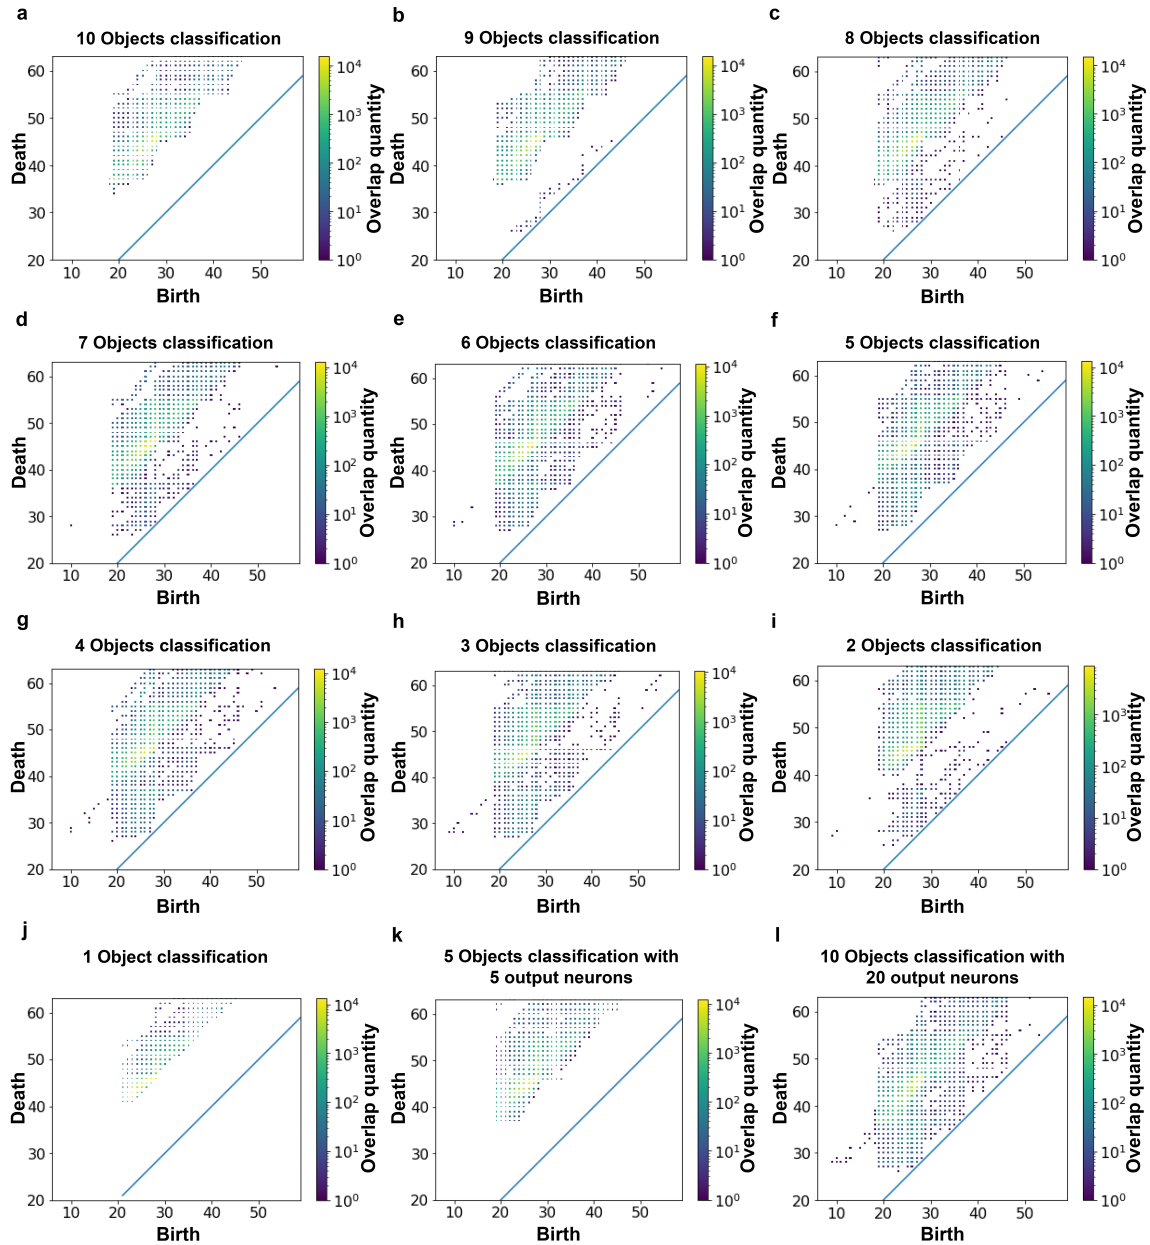 a
10 Objects classification
Death
60
50
40
30
20
10 20 30 40 50
Birth
10⁴
10³
10²
10¹
10⁰
Overlap quantity
b
9 Objects classification
Death
60
50
40
30
20
10 20 30 40 50
Birth
10⁴
10³
10²
10¹
10⁰
Overlap quantity
c
8 Objects classification
Death
60
50
40
30
20
10 20 30 40 50
Birth
10⁴
10³
10²
10¹
10⁰
Overlap quantity
d
7 Objects classification
Death
60
50
40
30
20
10 20 30 40 50
Birth
10⁴
10³
10²
10¹
10⁰
Overlap quantity
e
6 Objects classification
Death
60
50
40
30
20
10 20 30 40 50
Birth
10⁴
10³
10²
10¹
10⁰
Overlap quantity
f
5 Objects classification
Death
60
50
40
30
20
10 20 30 40 50
Birth
10⁴
10³
10²
10¹
10⁰
Overlap quantity
g
4 Objects classification
Death
60
50
40
30
20
10 20 30 40 50
Birth
10⁴
10³
10²
10¹
10⁰
Overlap quantity
h
3 Objects classification
Death
60
50
40
30
20
10 20 30 40 50
Birth
10⁴
10³
10²
10¹
10⁰
Overlap quantity
i
2 Objects classification
Death
60
50
40
30
20
10 20 30 40 50
Birth
10³
10²
10¹
10⁰
Overlap quantity
j
1 Object classification
Death
60
50
40
30
20
10 20 30 40 50
Birth
10⁴
10³
10²
10¹
10⁰
Overlap quantity
k
5 Objects classification with
5 output neurons
Death
60
50
40
30
20
10 20 30 40 50
Birth
10⁴
10³
10²
10¹
10⁰
Overlap quantity
l
10 Objects classification with
20 output neurons
Death
60
50
40
30
20
10 20 30 40 50
Birth
10⁴
10³
10²
10¹
10⁰
Overlap quantity